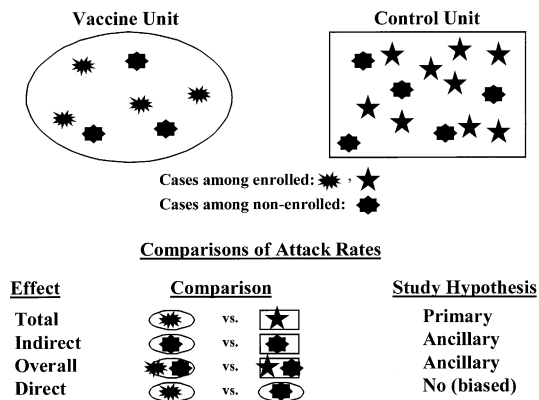 Vaccine Unit Control Unit
Cases among enrolled: ,
Cases among non-enrolled:
Comparisons of Attack Rates
Effect Comparison Study Hypothesis
Total vs. Primary
Indirect vs. Ancillary
Overall vs. Ancillary
Direct vs. No (biased)